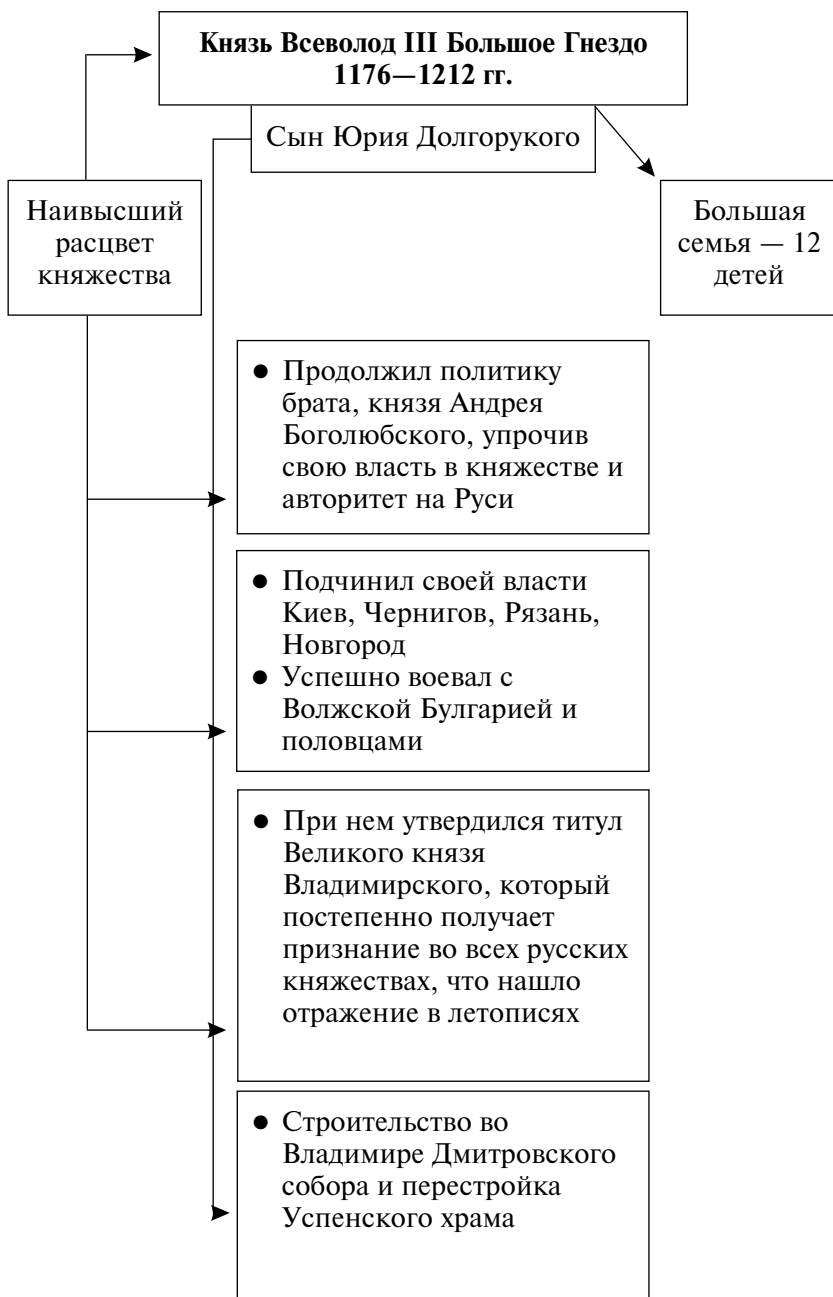 Князь Всеволод III Большое Гнездо
1176—1212 гг.
Сын Юрия Долгорукого
Наивысший
расцвет
княжества
Большая
семья — 12
детей
● Продолжил политику
брата, князя Андрея
Боголюбского, упрочив
свою власть в княжестве и
авторитет на Руси
● Подчинил своей власти
Киев, Чернигов, Рязань,
Новгород
● Успешно воевал с
Волжской Булгарией и
половцами
● При нем утвердился титул
Великого князя
Владимирского, который
постепенно получает
признание во всех русских
княжествах, что нашло
отражение в летописях
● Строительство во
Владимире Дмитровского
собора и перестройка
Успенского храма